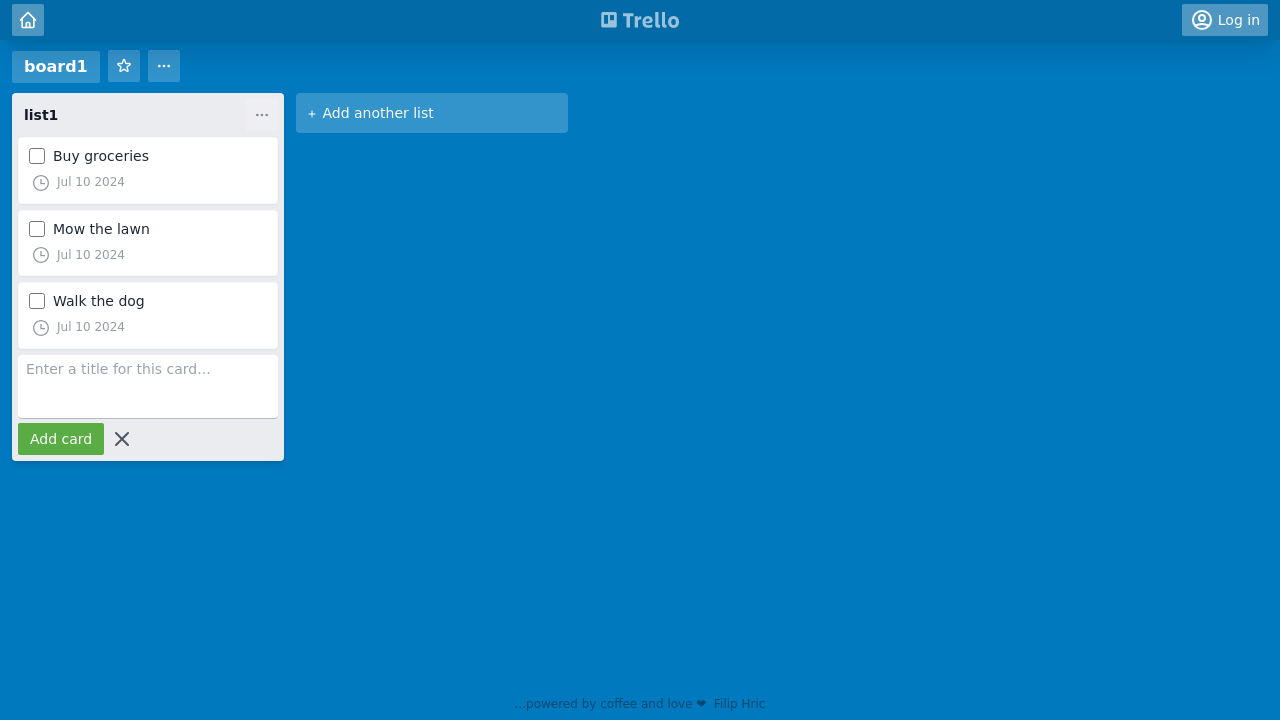 Trello
Log in
board1
list1
+ Add another list
Buy groceries
Jul 10 2024
Mow the lawn
Jul 10 2024
Walk the dog
Jul 10 2024
Enter a title for this card...
Add card
...powered by coffee and love ❤ Filip Hric